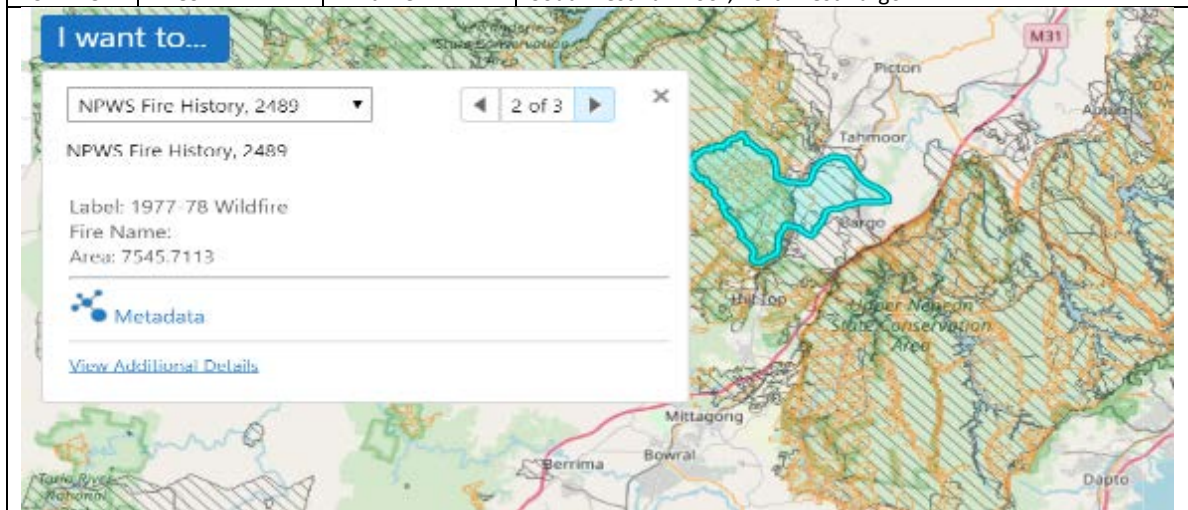 I want to...
M31
Picton
NPWS Fire History, 2489
2 of 3
NPWS Fire History, 2489
Tahmoor
Label: 1977-78 Wildfire
Fire Name:
Area: 7545.7113
Bargo
Metadata
Hill Top
Upper Nepean
State Conservation
Area
View Additional Details
Mittagong
Bowral
Berrima
Dapto